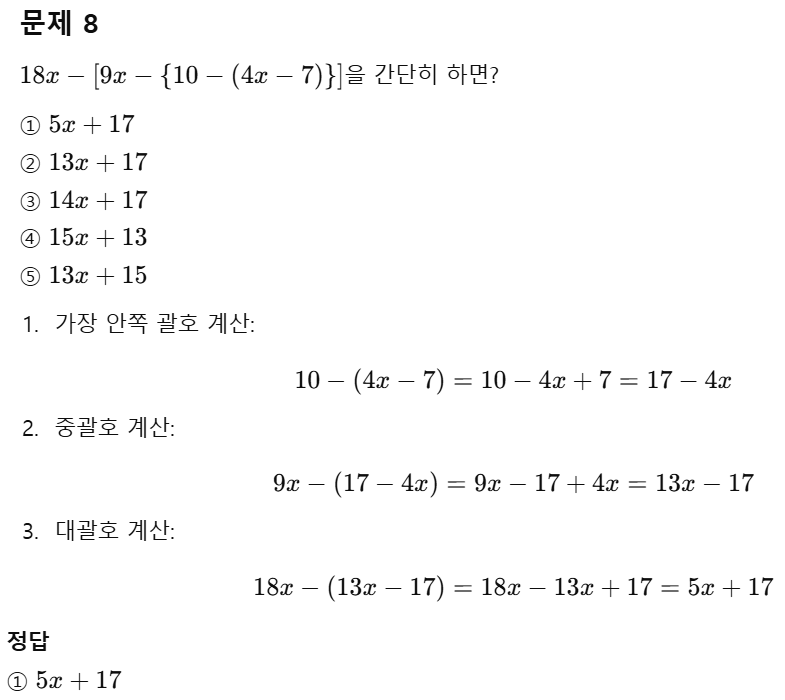 문제 8
18x − [9x − {10 − (4x − 7)}]을 간단히 하면?
① 5x + 17
② 13x + 17
③ 14x + 17
④ 15x + 13
⑤ 13x + 15
1. 가장 안쪽 괄호 계산:
10 − (4x − 7) = 10 − 4x + 7 = 17 − 4x
2. 중괄호 계산:
9x − (17 − 4x) = 9x − 17 + 4x = 13x − 17
3. 대괄호 계산:
18x − (13x − 17) = 18x − 13x + 17 = 5x + 17
정답
① 5x + 17